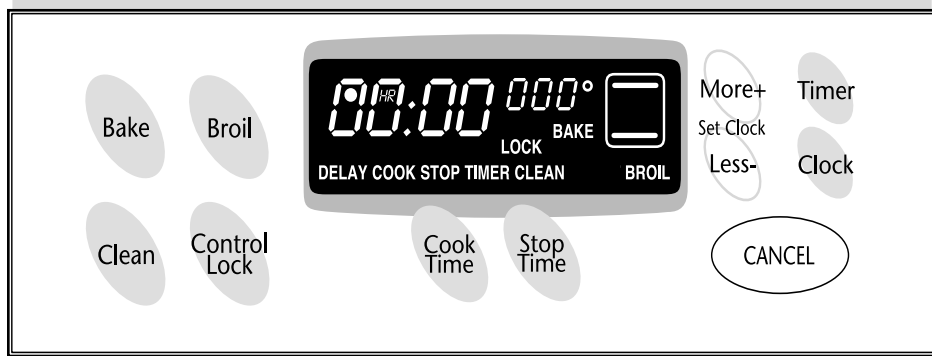 Bake
Broil
Clean
Control
Lock
00:00 000°
HR
BAKE
LOCK
DELAY COOK STOP TIMER CLEAN BROIL
Cook
Time
Stop
Time
More+
Set Clock
Less-
Timer
Clock
CANCEL